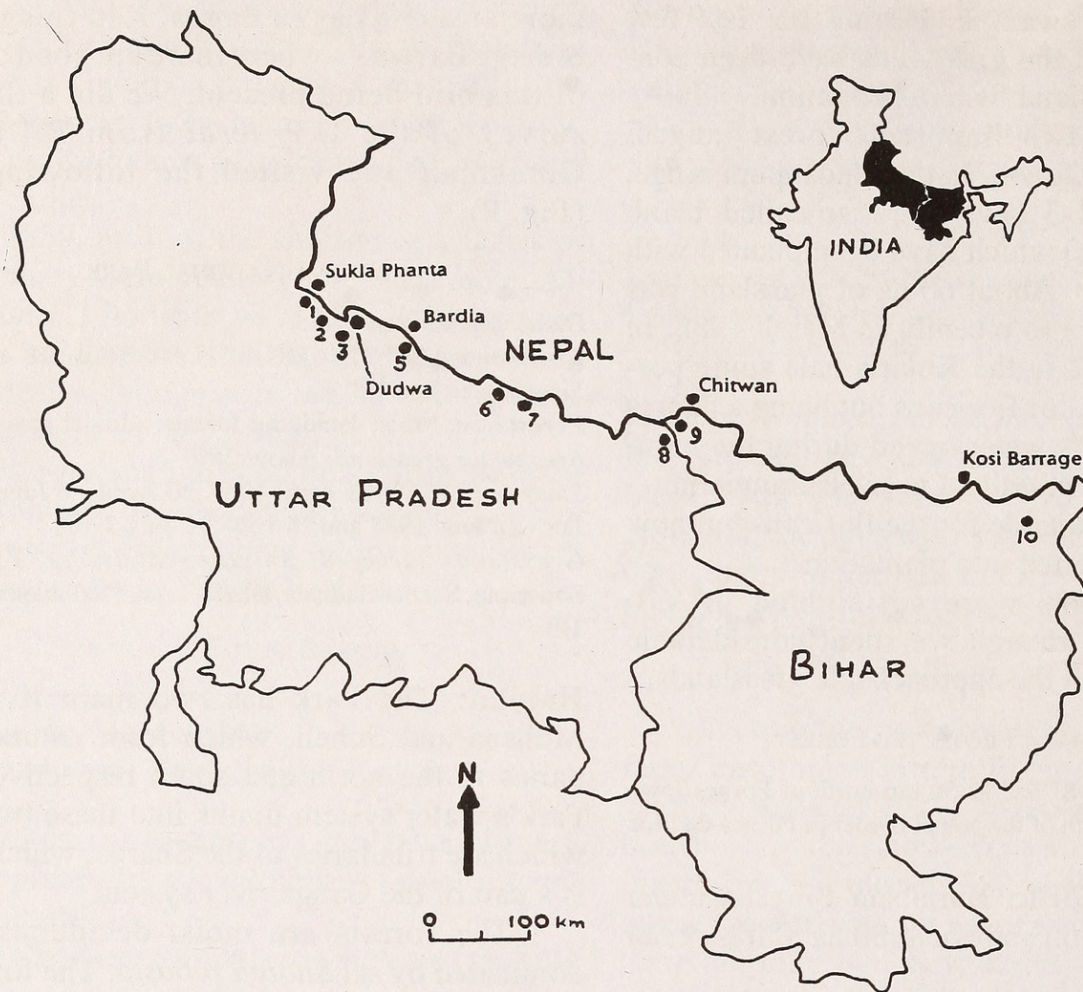 Sukla Phanta
1
2
3
Dudwa
Bardia
5
NEPAL
6
7
Chitwan
9
8
Kosi Barrage
10
INDIA
UTTAR PRADESH
BIHAR
N
0 100 km